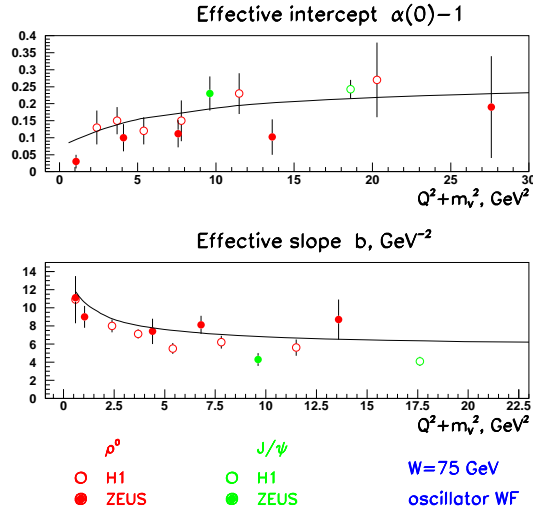 Effective intercept α(0)−1
0.4
0.35
0.3
0.25
0.2
0.15
0.1
0.05
0
0 5 10 15 20 25 30
Q²+mᵥ², GeV²
Effective slope b, GeV⁻²
14
12
10
8
6
4
2
0
0 2.5 5 7.5 10 12.5 15 17.5 20 22.5
Q²+mᵥ², GeV²
ρ⁰ J/ψ
H1 H1 W=75 GeV
ZEUS ZEUS oscillator WF